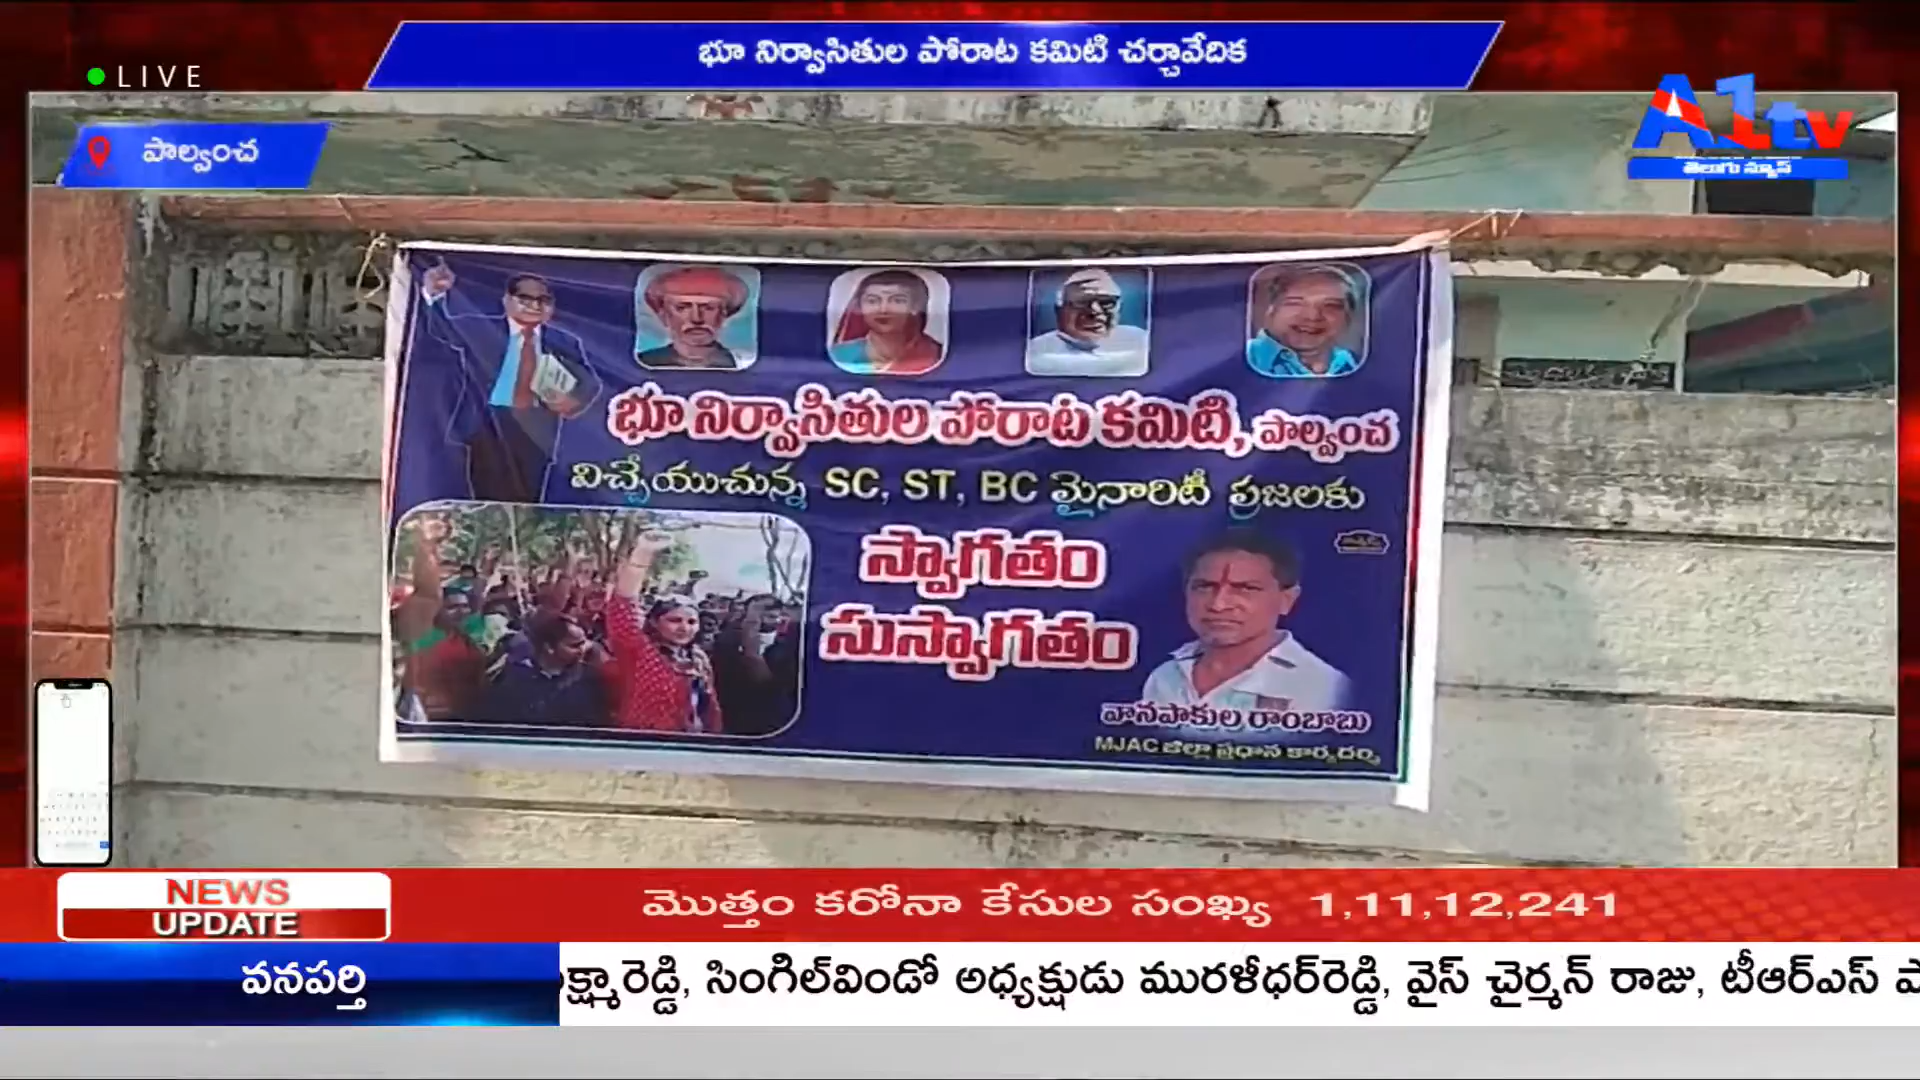 భూ నిర్వాసితుల పోరాట కమిటి చర్చావేదిక
LIVE
A1tv
తెలుగు న్యూస్
పాల్వంచ
భూ నిర్వాసితుల పోరాట కమిటి, పాల్వంచ
విచ్చేయుచున్న SC, ST, BC మైనారిటీ ప్రజలకు
స్వాగతం
సుస్వాగతం
వానపాకుల రాంబాబు
MJAC జిల్లా ప్రధాన కార్యదర్శి
NEWS
UPDATE
మొత్తం కరోనా కేసుల సంఖ్య 1,11,12,241
వనపర్తి
క్ష్మారెడ్డి, సింగిల్‌విండో అధ్యక్షుడు మురళీధర్‌రెడ్డి, వైస్ చైర్మన్ రాజు, టీఆర్ఎస్